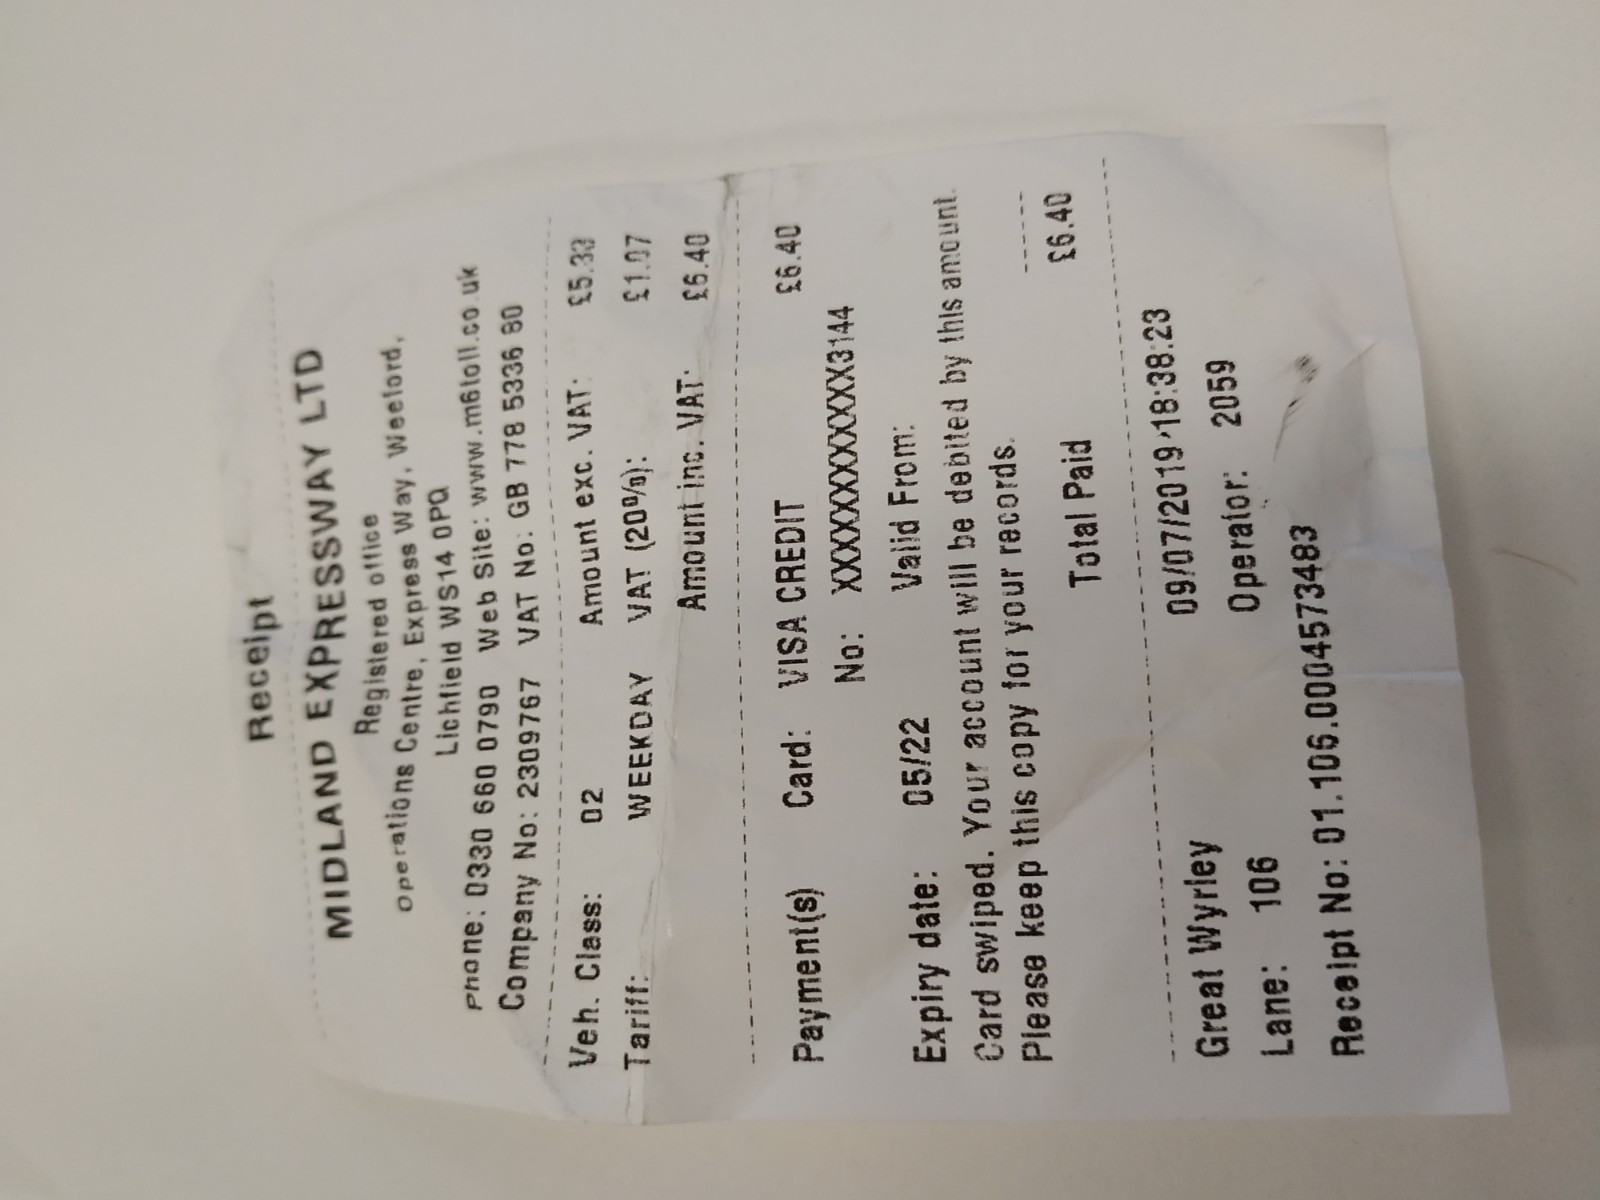 Receipt
MIDLAND EXPRESSWAY LTD
Registered office
Operations Centre, Express Way, Weeford,
Lichfield WS14 0PQ
Phone: 0330 660 0790 Web Site: www.m6toll.co.uk
Company No: 2309767 VAT No: GB 778 5336 80
Veh. Class: 02 Amount exc. VAT: £5.33
Tariff: WEEKDAY VAT (20%): £1.07
Amount inc. VAT: £6.40
Payment(s) Card: VISA CREDIT £6.40
No: XXXXXXXXXXXX3144
Expiry date: 05/22 Valid From:
Card swiped. Your account will be debited by this amount.
Please keep this copy for your records.
Total Paid £6.40
Great Wyrley 09/07/2019 18:38:23
Lane: 106 Operator: 2059
Receipt No: 01.106.0004573483